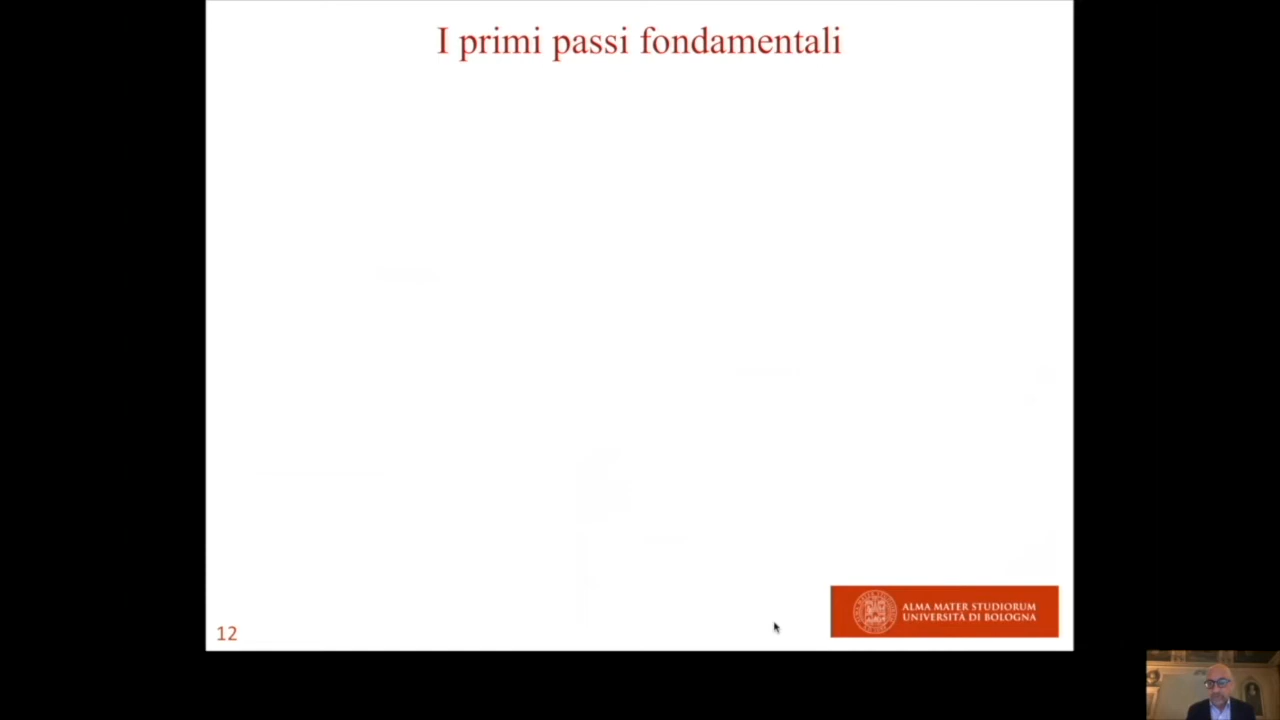 I primi passi fondamentali
12
ALMA MATER STUDIORUM
UNIVERSITÀ DI BOLOGNA